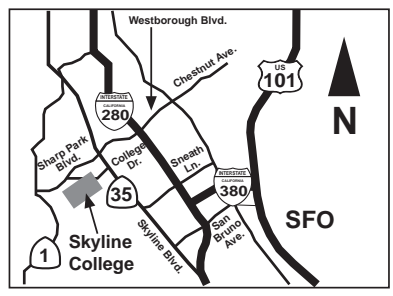 Westborough Blvd.
Chestnut Ave.
US
101
INTERSTATE
CALIFORNIA
280
N
Sharp Park
Blvd.
College
Dr.
Sneath
Ln.
INTERSTATE
CALIFORNIA
380
35
Skyline Blvd.
San
Bruno
Ave.
SFO
Skyline
College
1